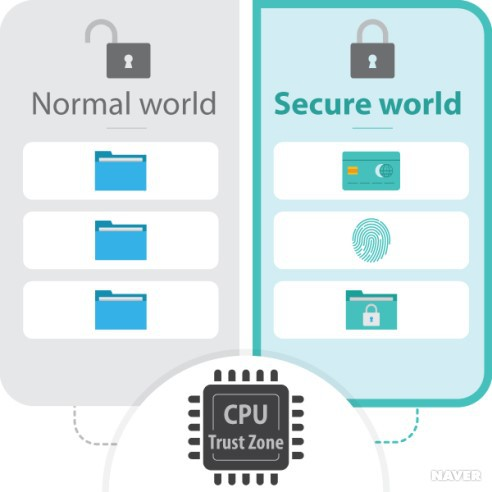 Normal world
Secure world
CPU
Trust Zone
NAVER